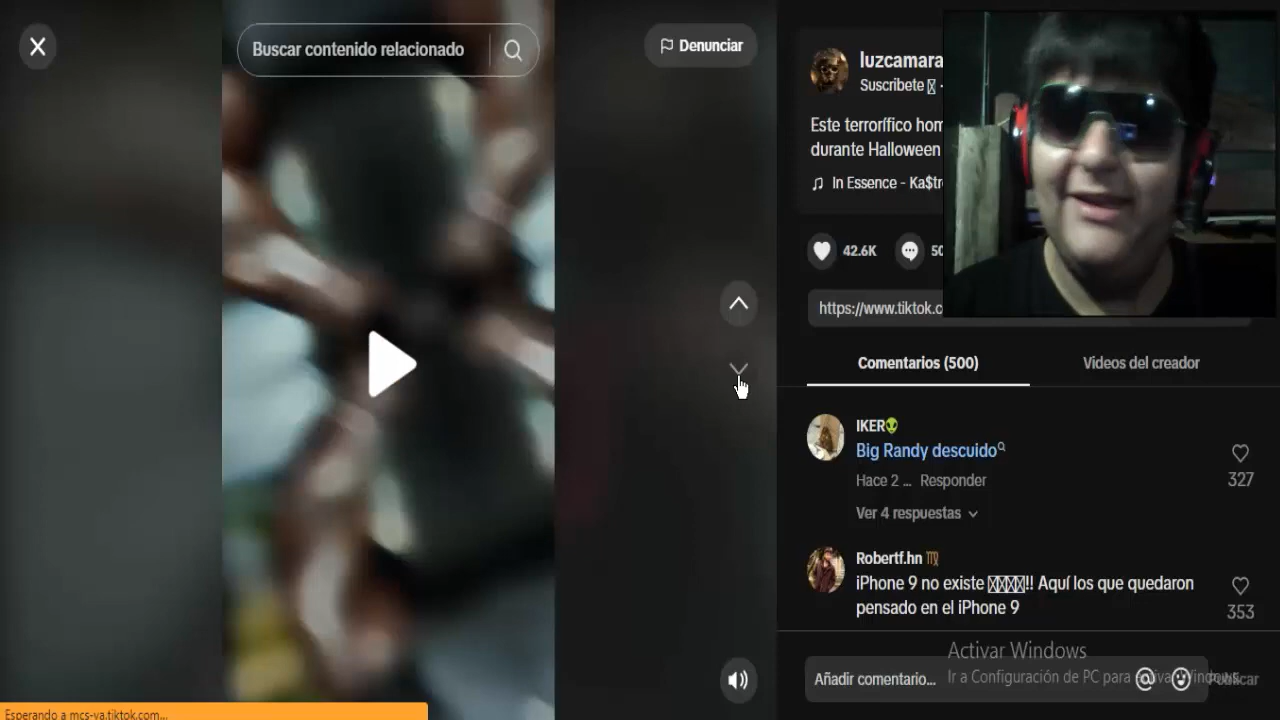 Buscar contenido relacionado
Denunciar
luzcamara
Suscribete
Este terrorífico hom
durante Halloween
In Essence - Ka$tr
42.6K
50
https://www.tiktok.c
Comentarios (500)
Videos del creador
IKER
Big Randy descuido
327
Hace 2 ... Responder
Ver 4 respuestas
Robertf.hn
iPhone 9 no existe !! Aquí los que quedaron
pensado en el iPhone 9
353
Activar Windows
Ir a Configuración de PC para activar Windows.
Añadir comentario...
Publicar
Esperando a mcs-va.tiktok.com...